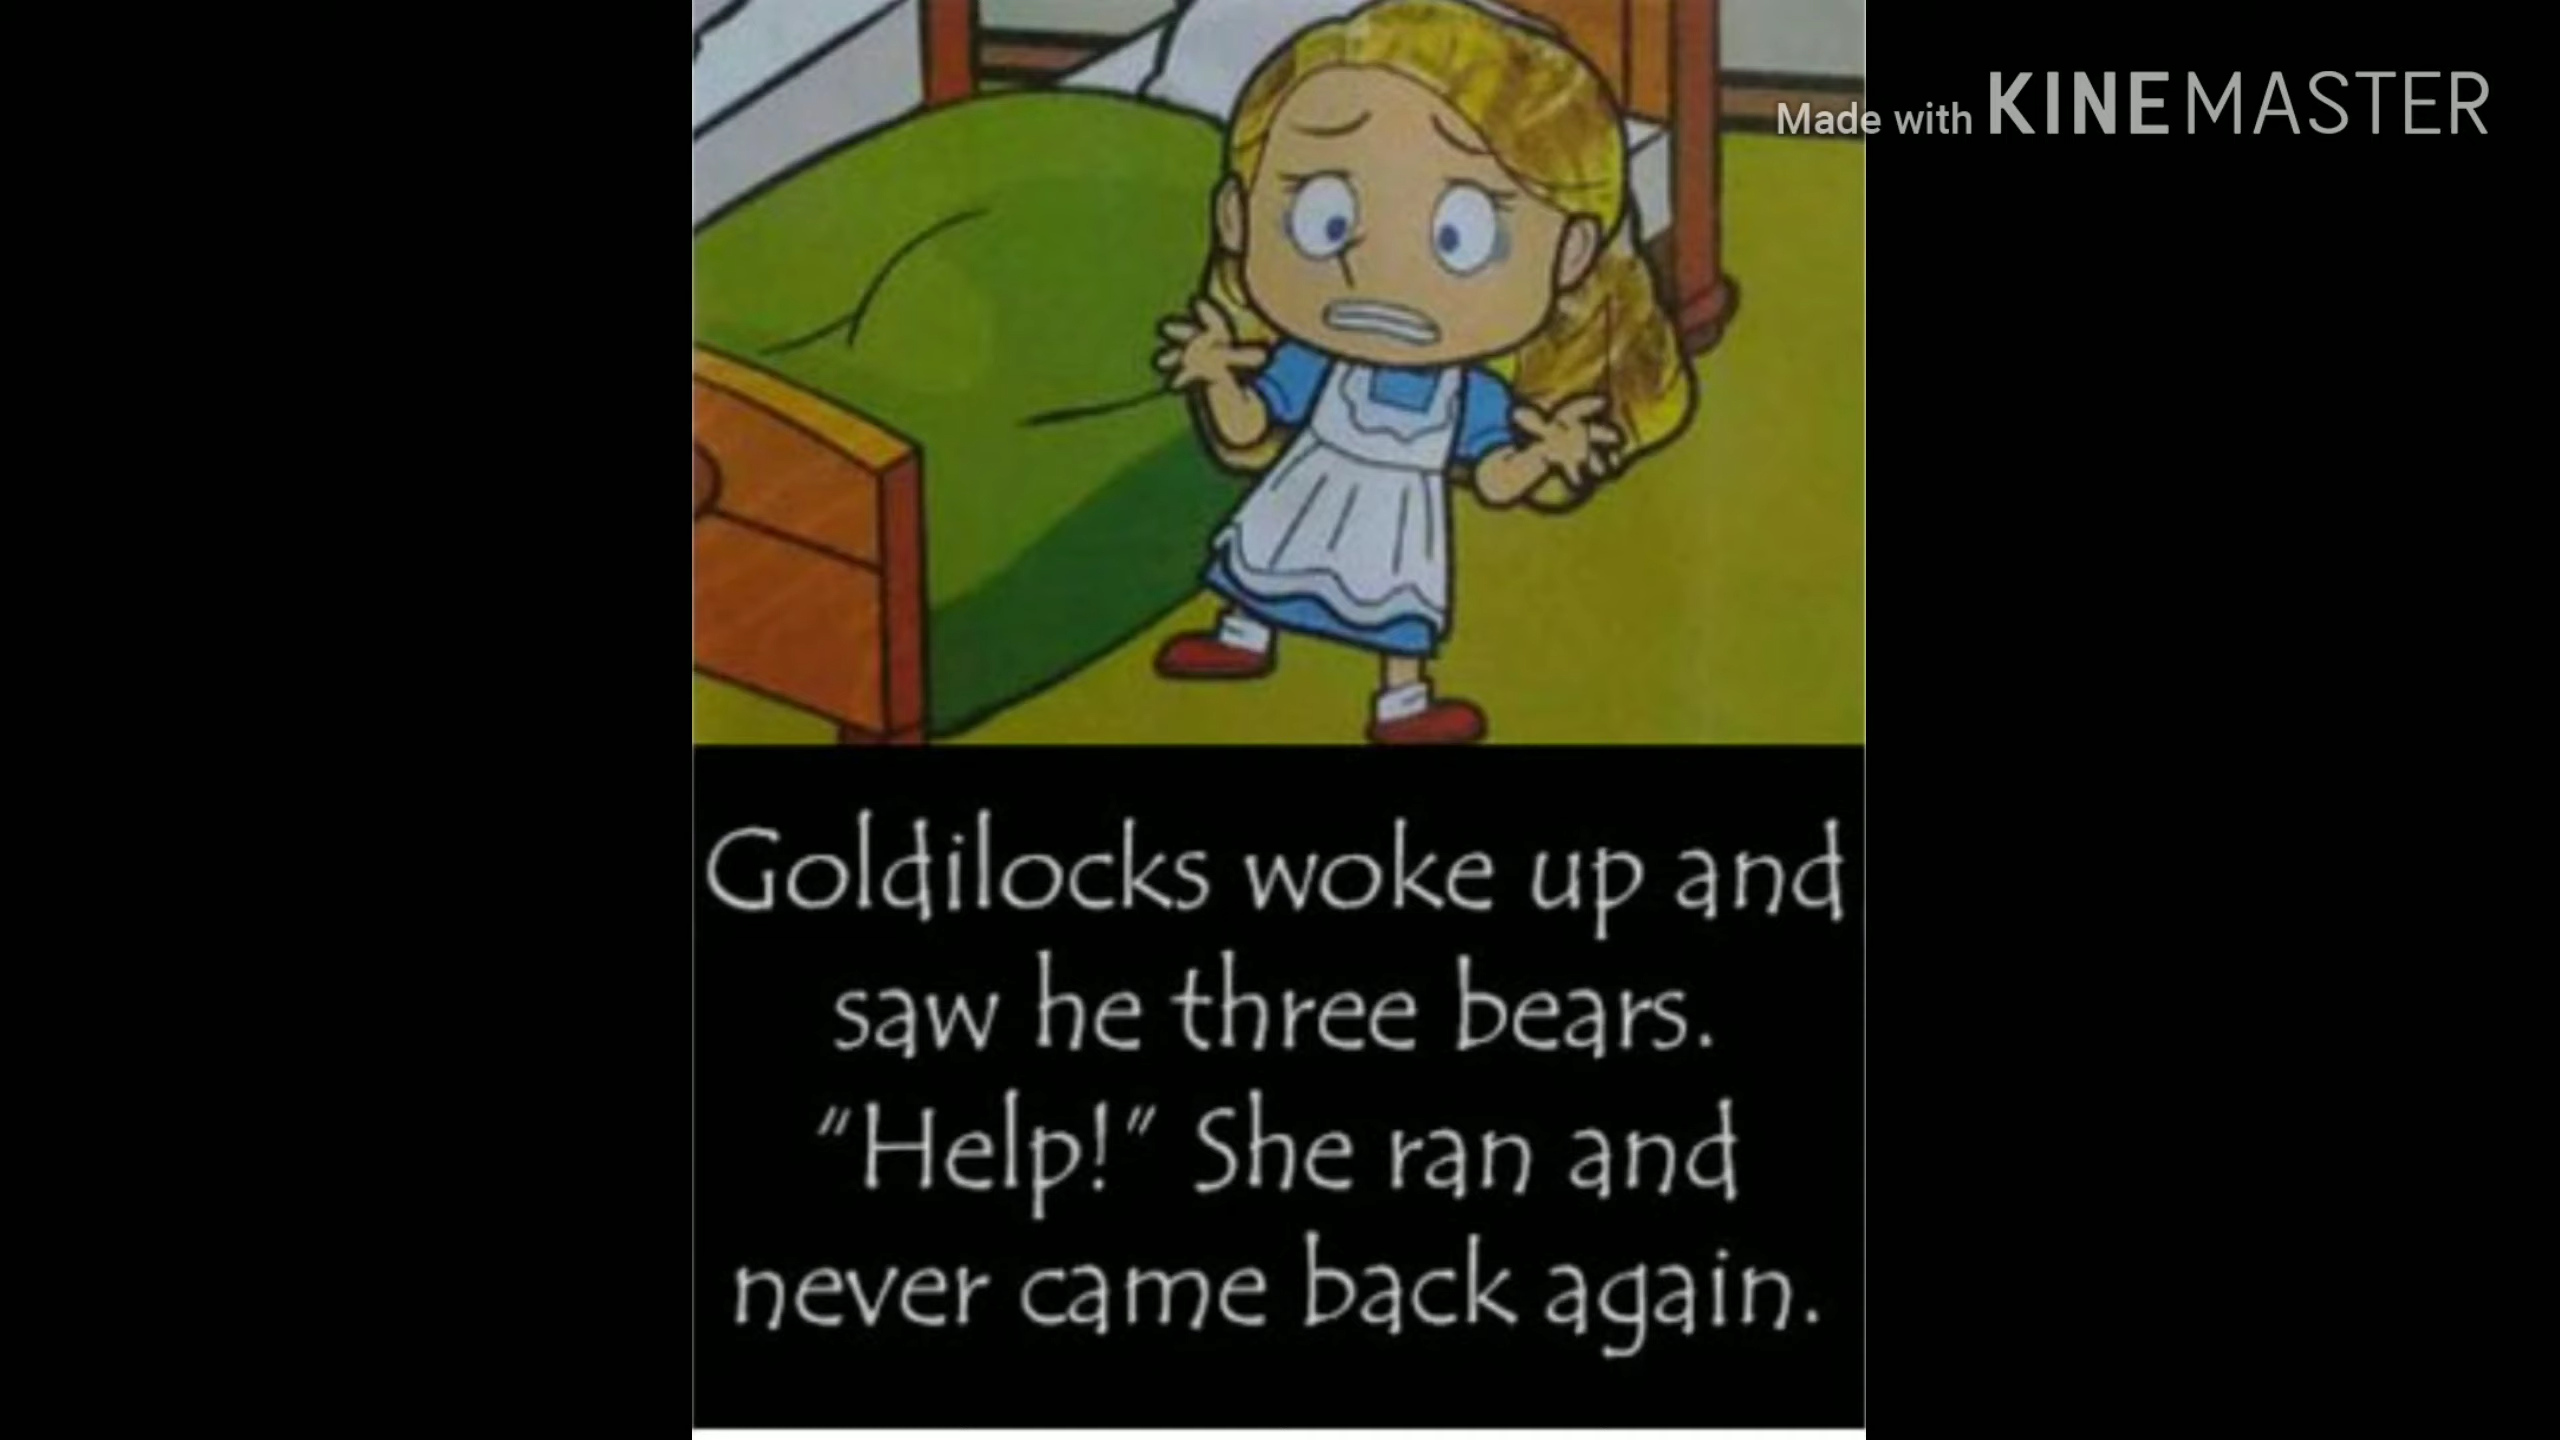 Made with KINEMASTER
Goldilocks woke up and
saw he three bears.
"Help!" She ran and
never came back again.